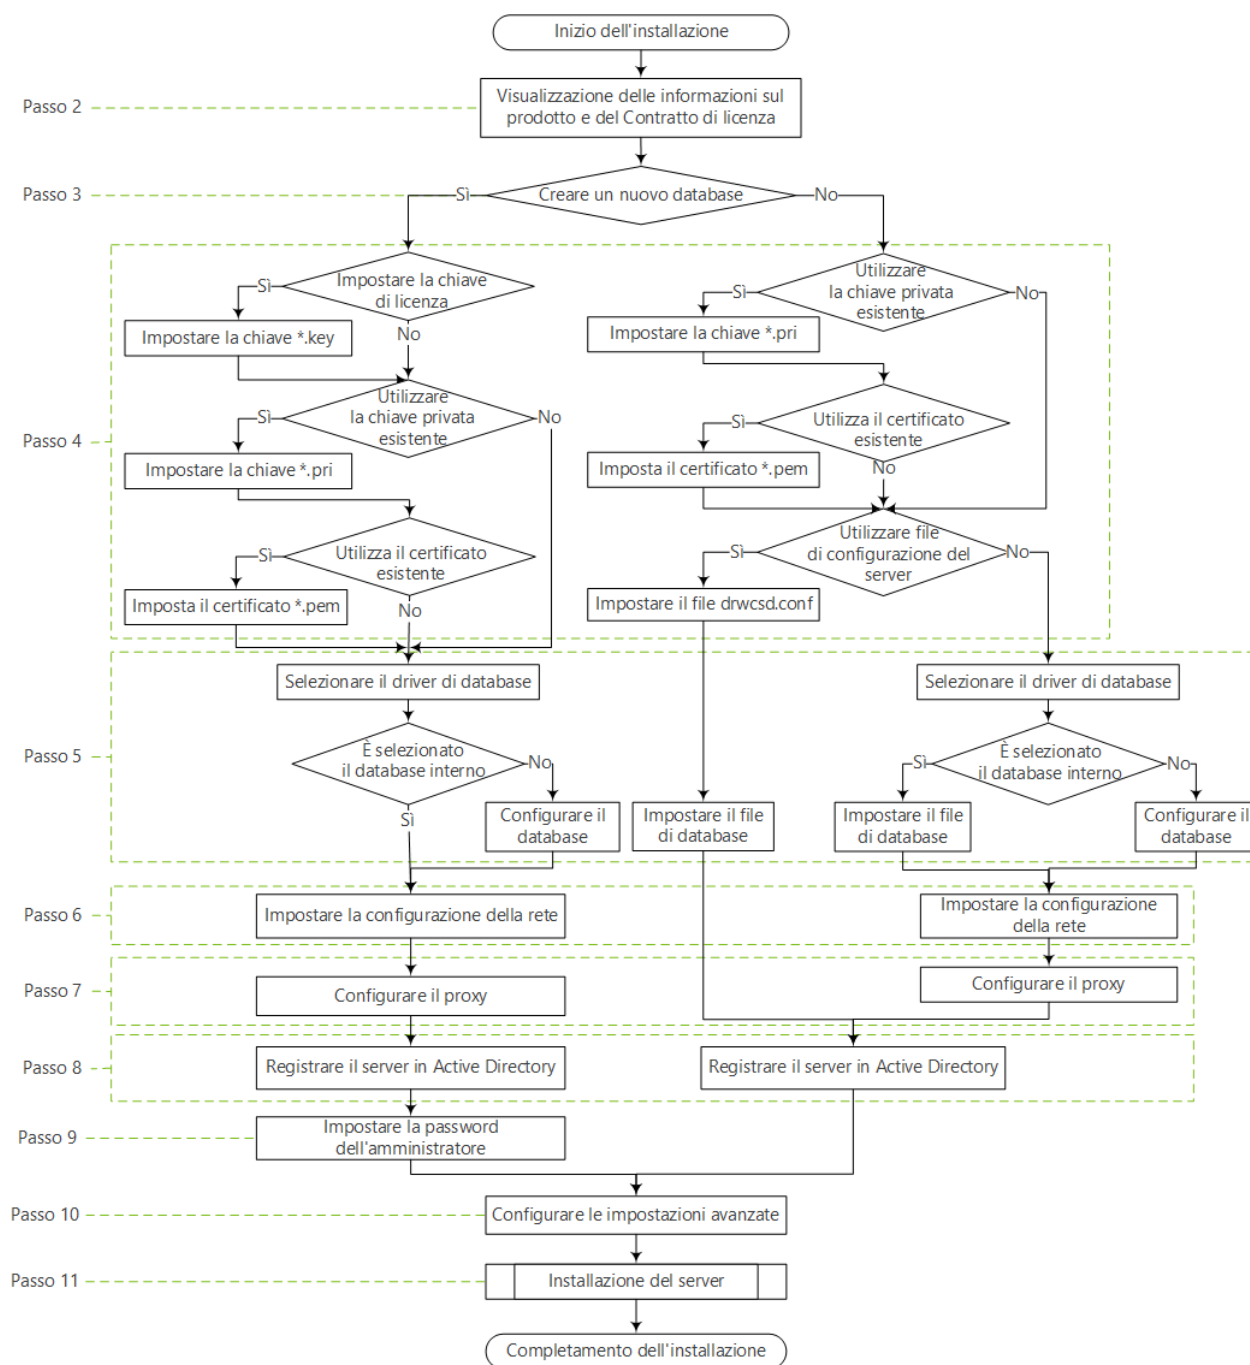 Inizio dell'installazione
Passo 2
Visualizzazione delle informazioni sul
prodotto e del Contratto di licenza
Passo 3
Sì
Creare un nuovo database
No
Passo 4
Sì
Impostare la chiave
di licenza
No
Impostare la chiave *.key
Sì
Utilizzare
la chiave privata
esistente
No
Impostare la chiave *.pri
Sì
Utilizza il certificato
esistente
No
Imposta il certificato *.pem
Sì
Utilizzare
la chiave privata
esistente
No
Impostare la chiave *.pri
Sì
Utilizza il certificato
esistente
No
Imposta il certificato *.pem
Sì
Utilizzare file
di configurazione del
server
No
Impostare il file drwcsd.conf
Passo 5
Selezionare il driver di database
È selezionato
il database interno
No
Sì
Configurare il
database
Impostare il file
di database
Selezionare il driver di database
Sì
È selezionato
il database interno
No
Impostare il file
di database
Configurare il
database
Passo 6
Impostare la configurazione della rete
Impostare la configurazione
della rete
Passo 7
Configurare il proxy
Configurare il proxy
Passo 8
Registrare il server in Active Directory
Registrare il server in Active Directory
Passo 9
Impostare la password
dell'amministratore
Passo 10
Configurare le impostazioni avanzate
Passo 11
Installazione del server
Completamento dell'installazione